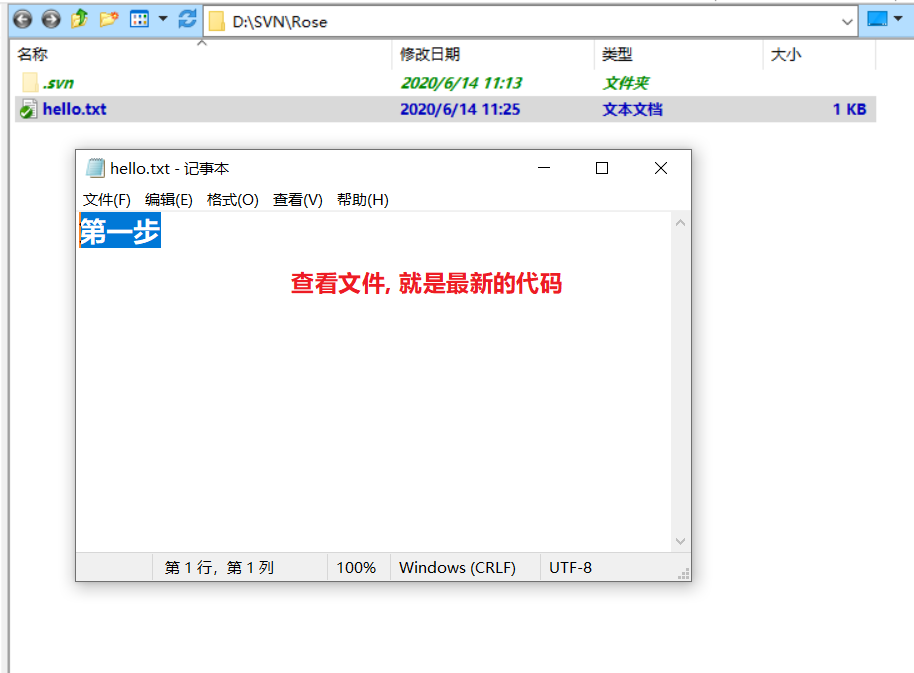 D:\SVN\Rose
名称 修改日期 类型 大小
.svn 2020/6/14 11:13 文件夹
hello.txt 2020/6/14 11:25 文本文档 1 KB
hello.txt - 记事本
文件(F) 编辑(E) 格式(O) 查看(V) 帮助(H)
第一步
查看文件, 就是最新的代码
第 1 行，第 1 列 100% Windows (CRLF) UTF-8